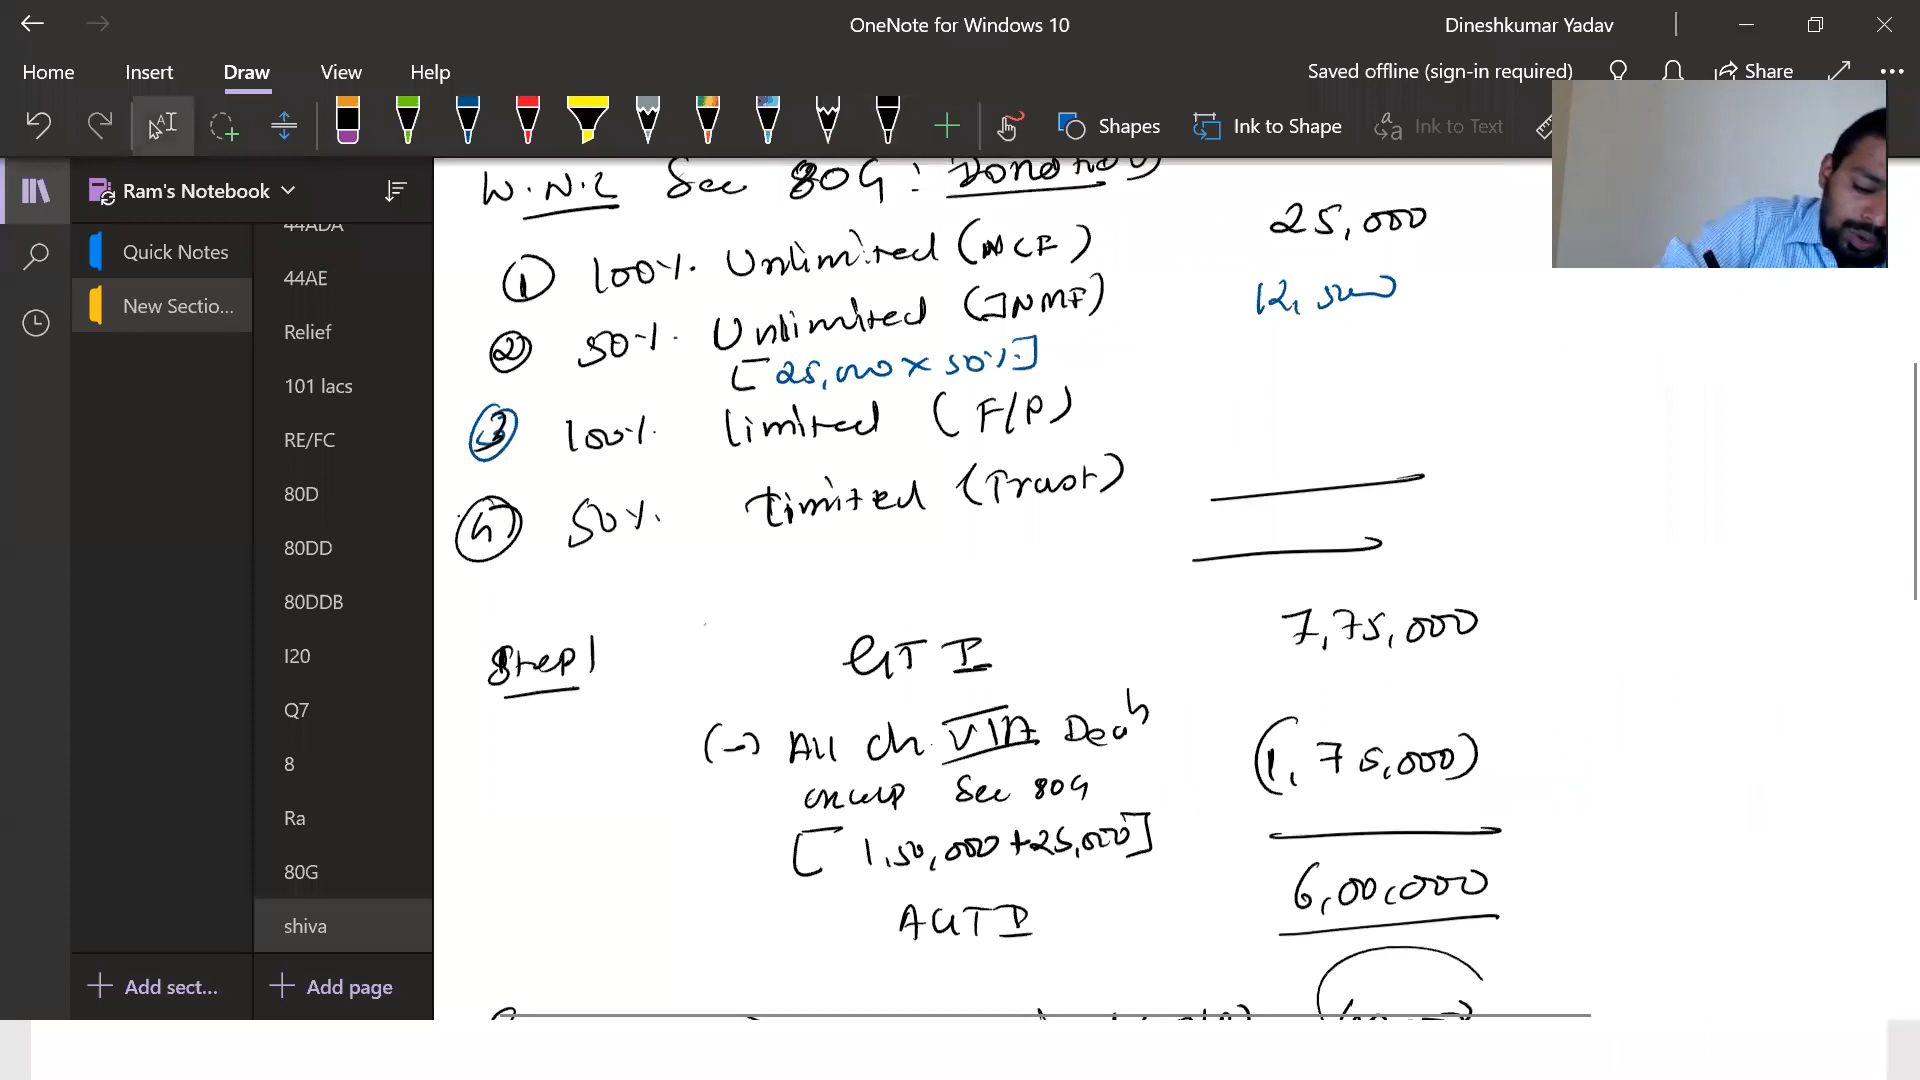 OneNote for Windows 10
Dineshkumar Yadav
Home Insert Draw View Help
Saved offline (sign-in required)
Share
Shapes
Ink to Shape
Ink to Text
Ram's Notebook
Quick Notes
New Sectio...
44ADA
44AE
Relief
101 lacs
RE/FC
80D
80DD
80DDB
I20
Q7
8
Ra
80G
shiva
Add sect...
Add page
W.N.2 Sec 80G :
① 100%. Unlimited (NCF) 25,000
② 50%. Unlimited (JNMF) 12,500
[25,000 x 50%]
③ 100%. Limited (F/P)
④ 50%. Limited (Trust)
Step 1 GTI 7,75,000
(-) All ch. VIA Dedn (1,75,000)
Sec 80G
[1,50,000 + 25,000]
AGTI 6,00,000